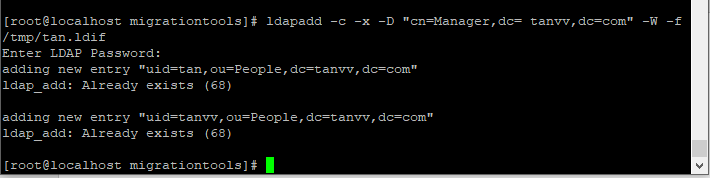 [root@localhost migrationtools]# ldapadd -c -x -D "cn=Manager,dc= tanvv,dc=com" -W -f
/tmp/tan.ldif
Enter LDAP Password:
adding new entry "uid=tan,ou=People,dc=tanvv,dc=com"
ldap_add: Already exists (68)
adding new entry "uid=tanvv,ou=People,dc=tanvv,dc=com"
ldap_add: Already exists (68)
[root@localhost migrationtools]#